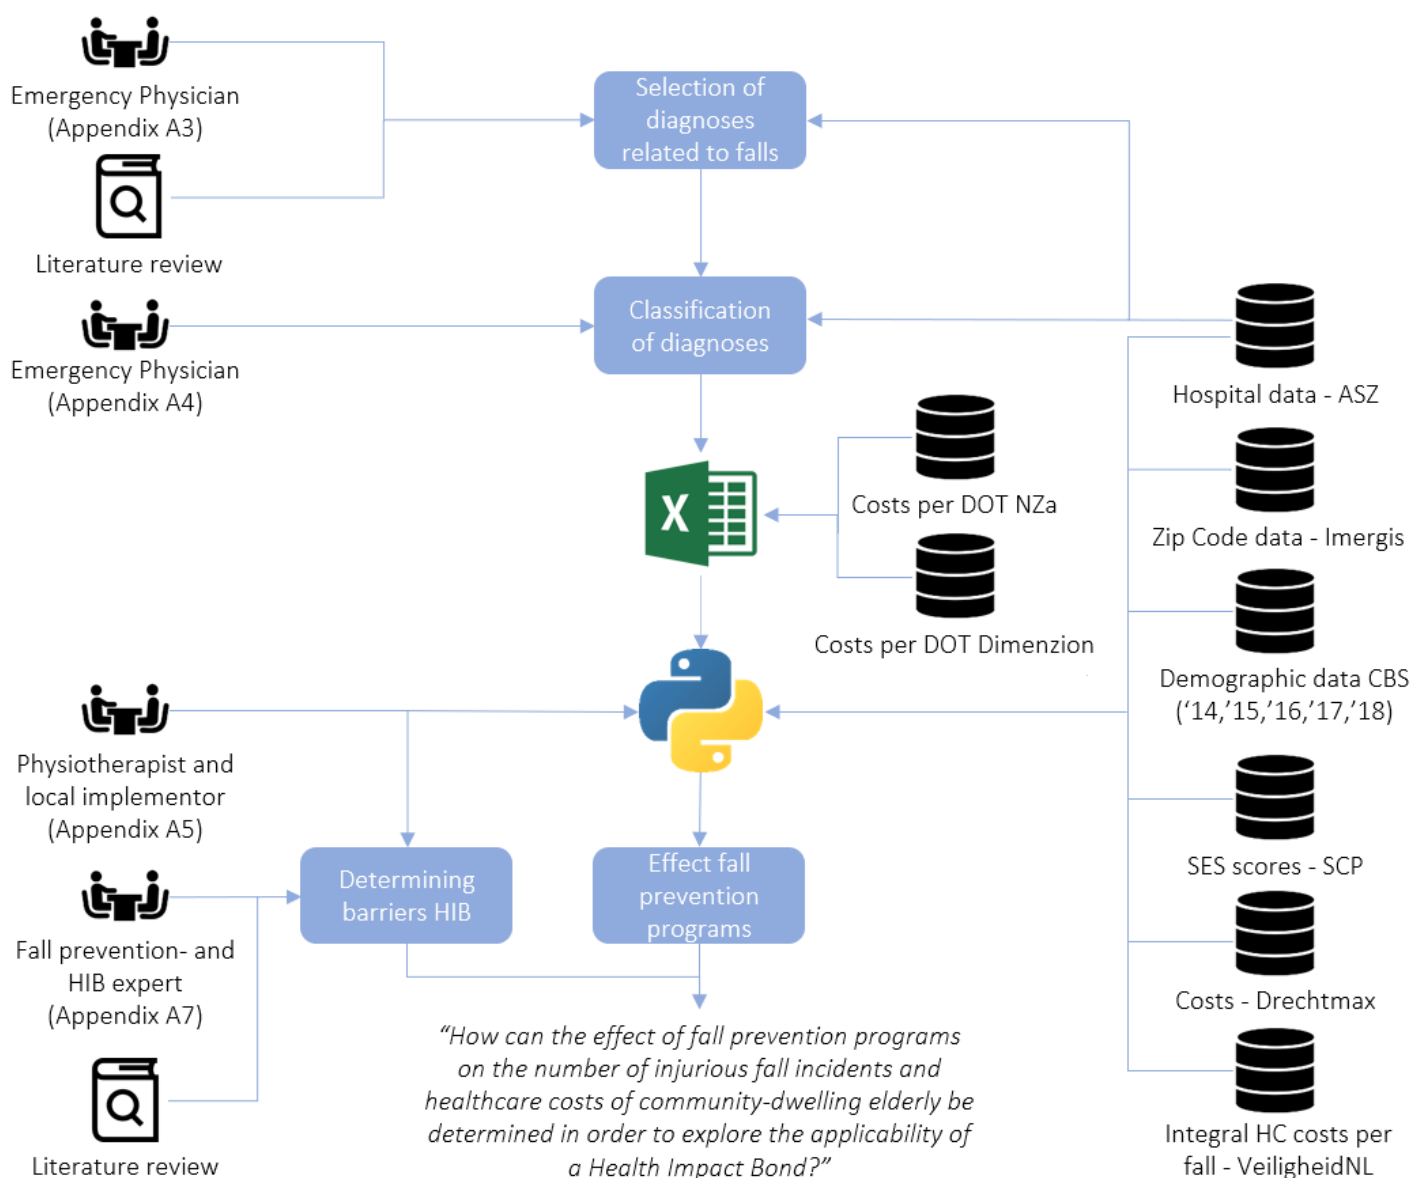 Emergency Physician
(Appendix A3)
Literature review
Emergency Physician
(Appendix A4)
Selection of
diagnoses
related to falls
Classification
of diagnoses
X
Costs per DOT NZa
Costs per DOT Dimenzion
Hospital data - ASZ
Zip Code data - Imergis
Demographic data CBS
(‘14,’15,’16,’17,’18)
SES scores - SCP
Costs - Drechtmax
Integral HC costs per
fall - VeiligheidNL
Physiotherapist and
local implementor
(Appendix A5)
Fall prevention- and
HIB expert
(Appendix A7)
Literature review
Determining
barriers HIB
Effect fall
prevention
programs
“How can the effect of fall prevention programs
on the number of injurious fall incidents and
healthcare costs of community-dwelling elderly be
determined in order to explore the applicability of
a Health Impact Bond?”